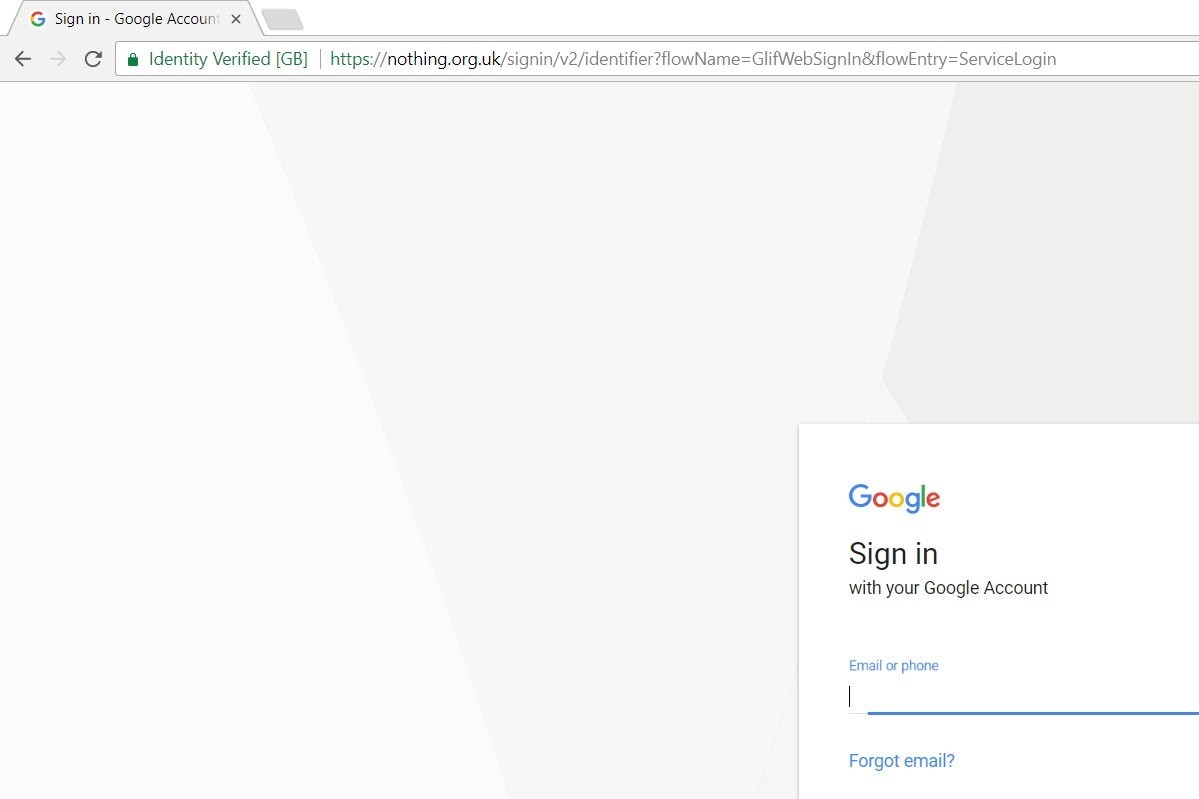 Sign in - Google Account
Identity Verified [GB] https://nothing.org.uk/signin/v2/identifier?flowName=GlifWebSignIn&flowEntry=ServiceLogin
Google
Sign in
with your Google Account
Email or phone
Forgot email?